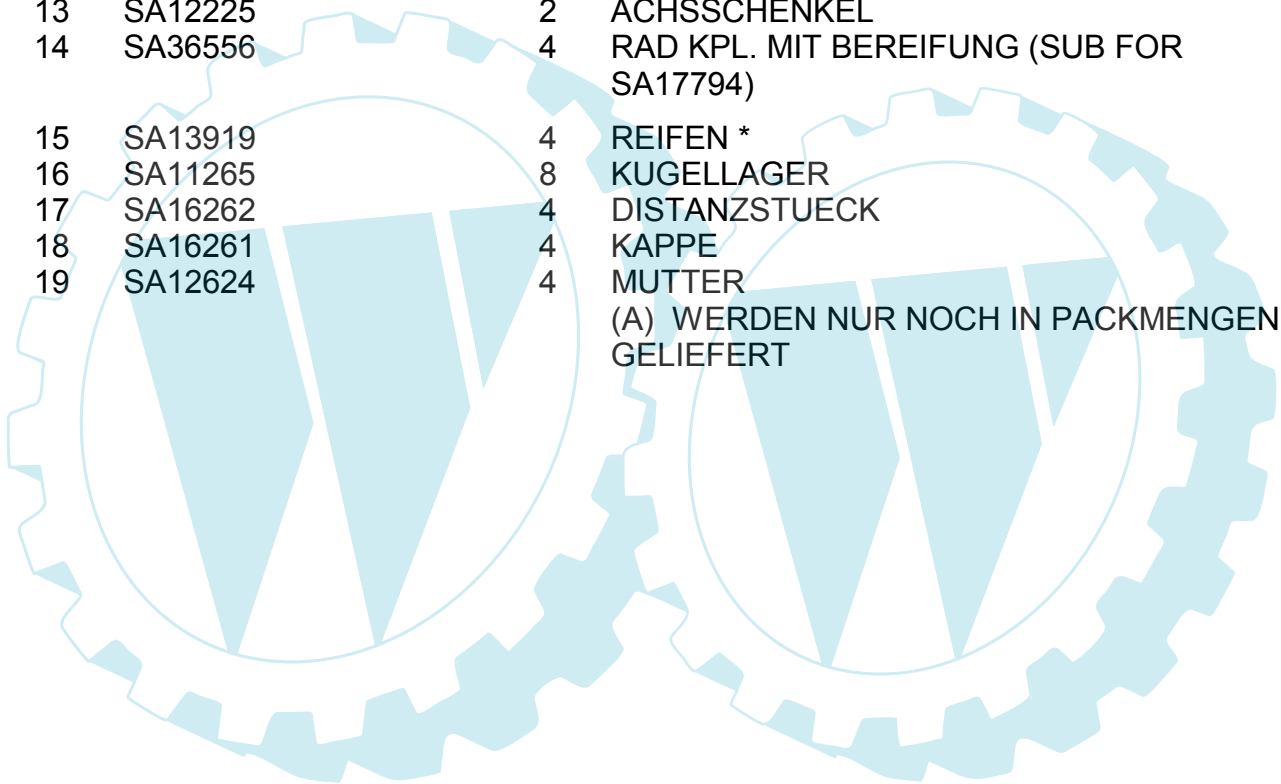 13 SA12225 2 ACHSSCHENKEL
14 SA36556 4 RAD KPL. MIT BEREIFUNG (SUB FOR
SA17794)
15 SA13919 4 REIFEN *
16 SA11265 8 KUGELLAGER
17 SA16262 4 DISTANZSTUECK
18 SA16261 4 KAPPE
19 SA12624 4 MUTTER
(A) WERDEN NUR NOCH IN PACKMENGEN
GELIEFERT